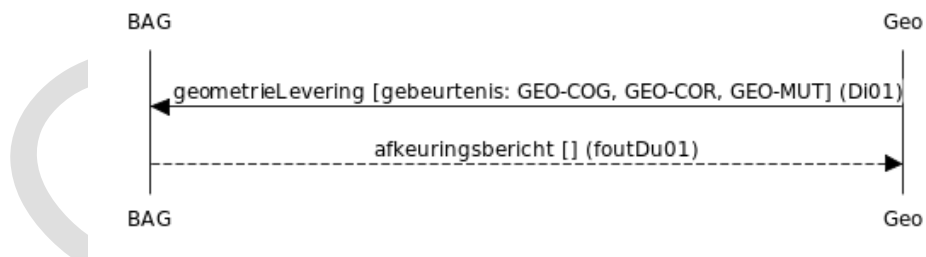 BAG Geo
geometrieLevering [gebeurtenis: GEO-COG, GEO-COR, GEO-MUT] (Di01)
afkeuringsbericht [] (foutDu01)
BAG Geo